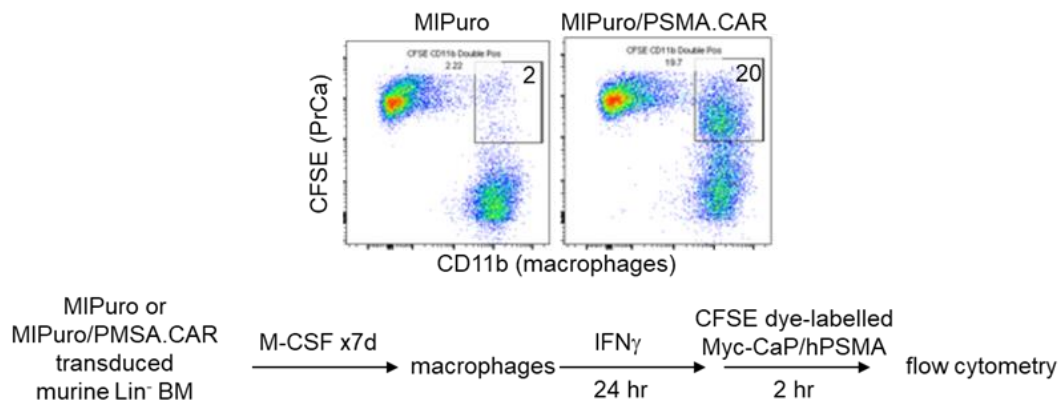 MIPuro
MIPuro/PSMA.CAR
CFSE CD11b Double Pos
2.22
2
CFSE CD11b Double Pos
19.7
20
CFSE (PrCa)
CD11b (macrophages)
MIPuro or
MIPuro/PMSA.CAR
transduced
murine Lin⁻ BM
M-CSF x7d
macrophages
IFNγ
24 hr
CFSE dye-labelled
Myc-CaP/hPSMA
2 hr
flow cytometry